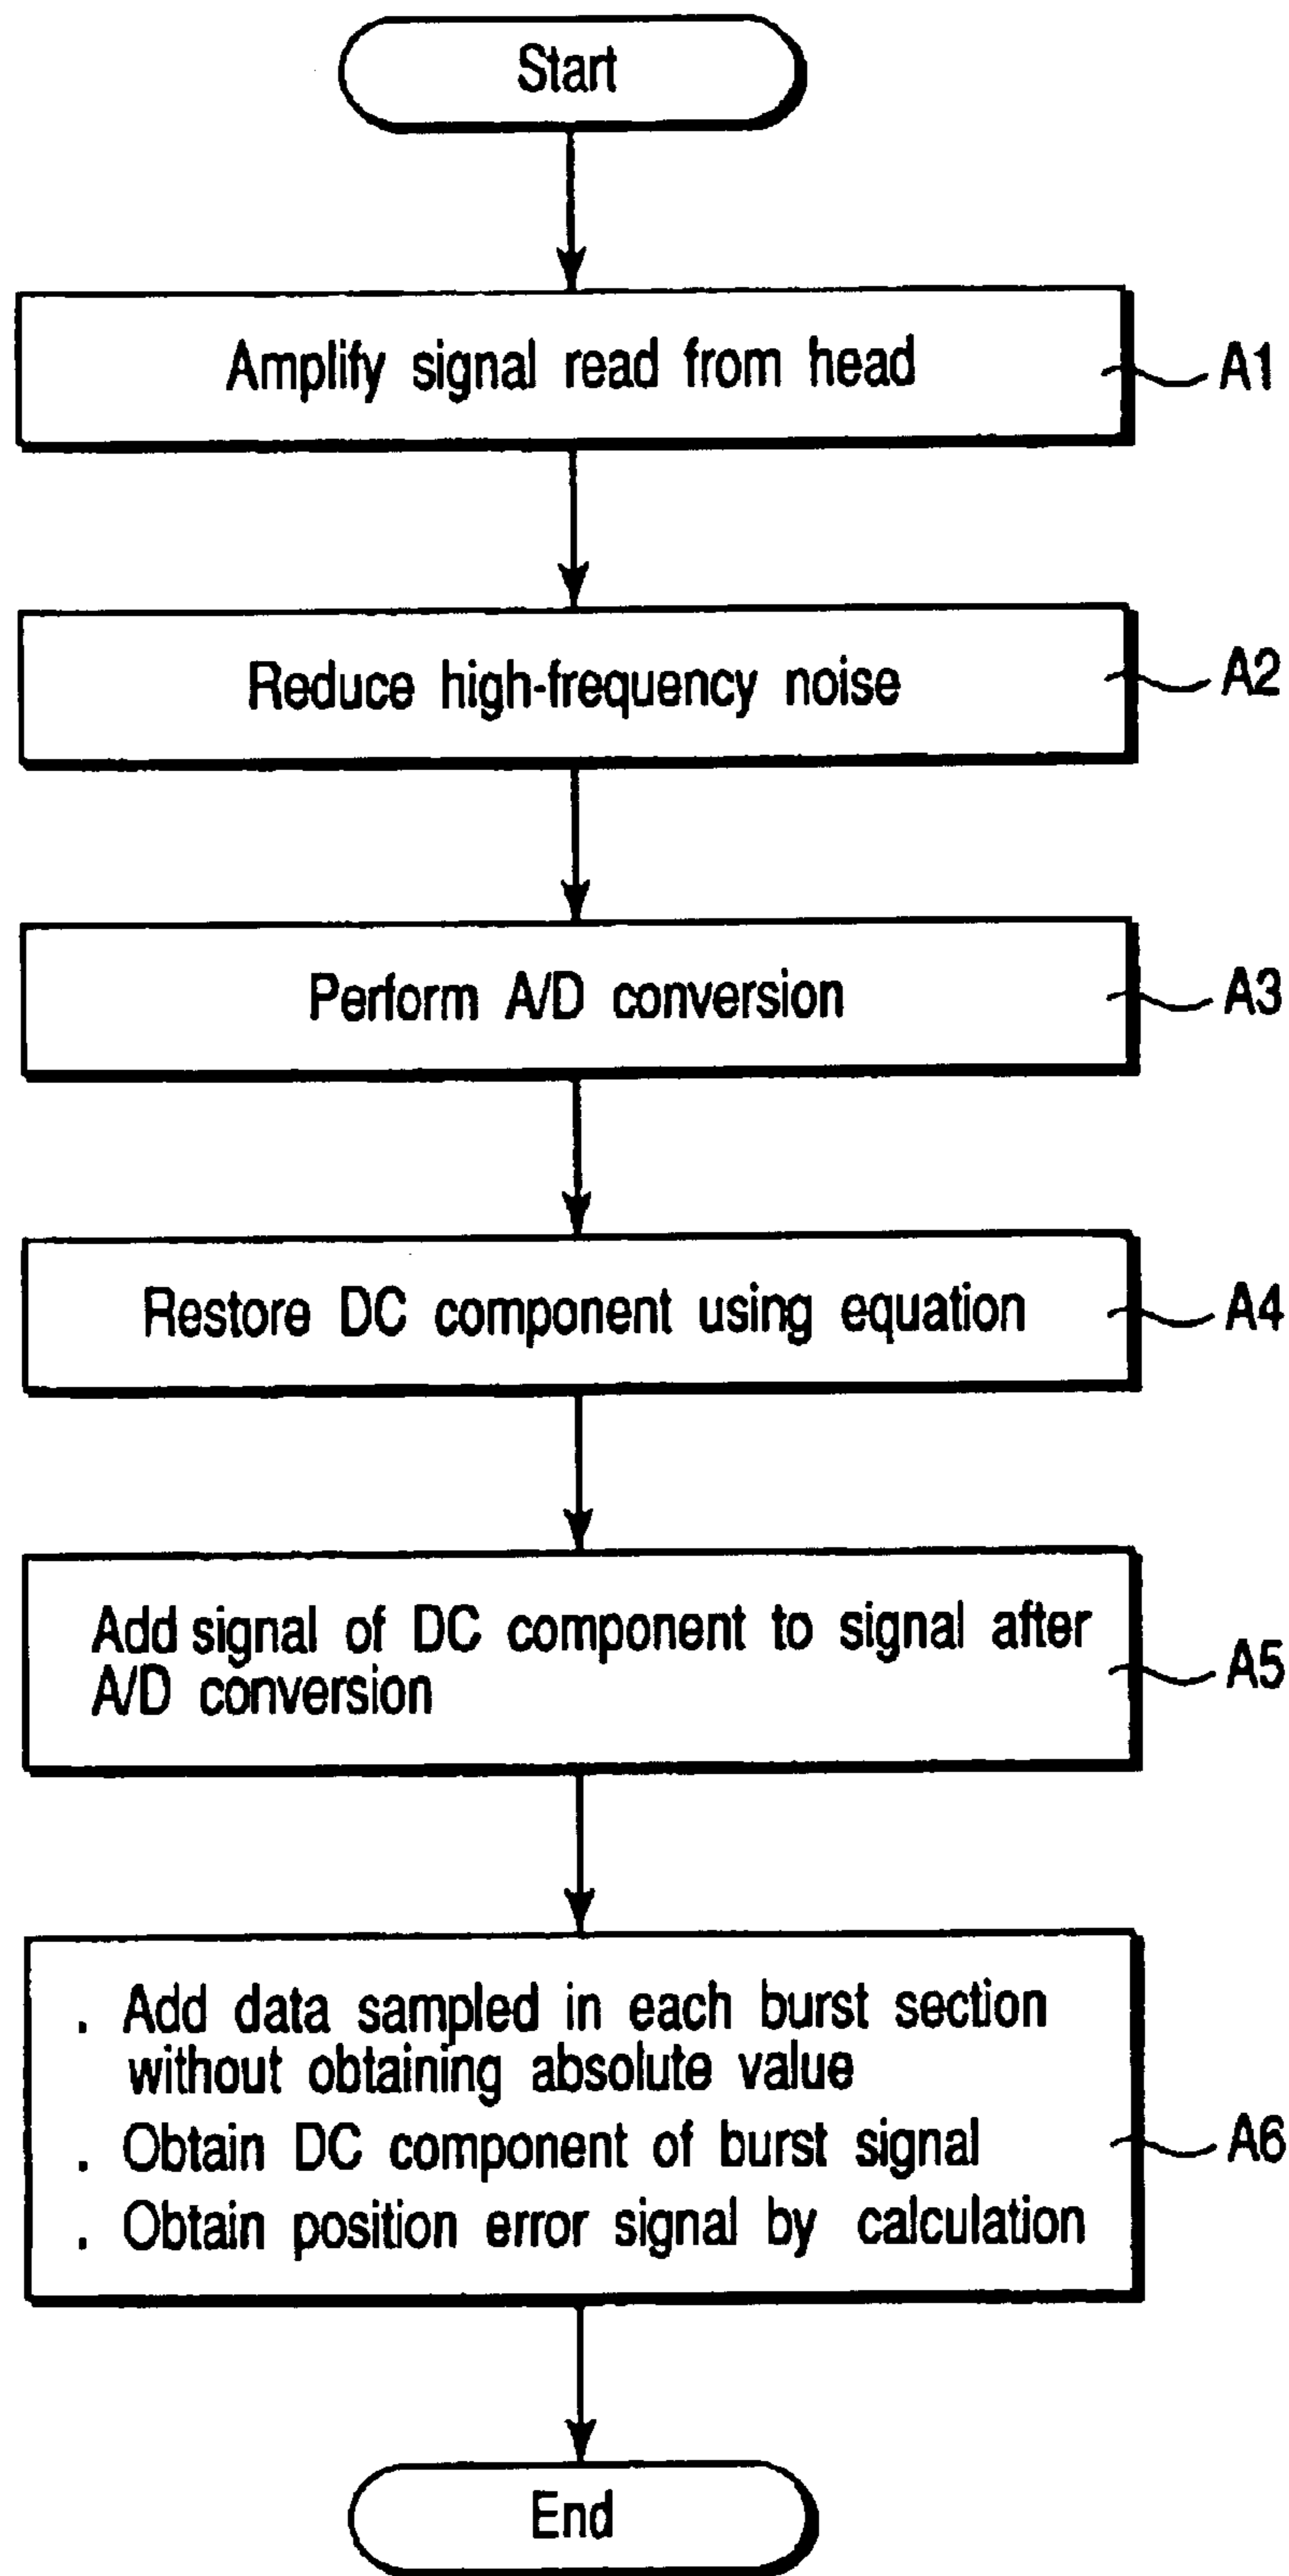 Start
Amplify signal read from head
A1
Reduce high-frequency noise
A2
Perform A/D conversion
A3
Restore DC component using equation
A4
Add signal of DC component to signal after
A/D conversion
A5
. Add data sampled in each burst section
without obtaining absolute value
. Obtain DC component of burst signal
. Obtain position error signal by calculation
A6
End